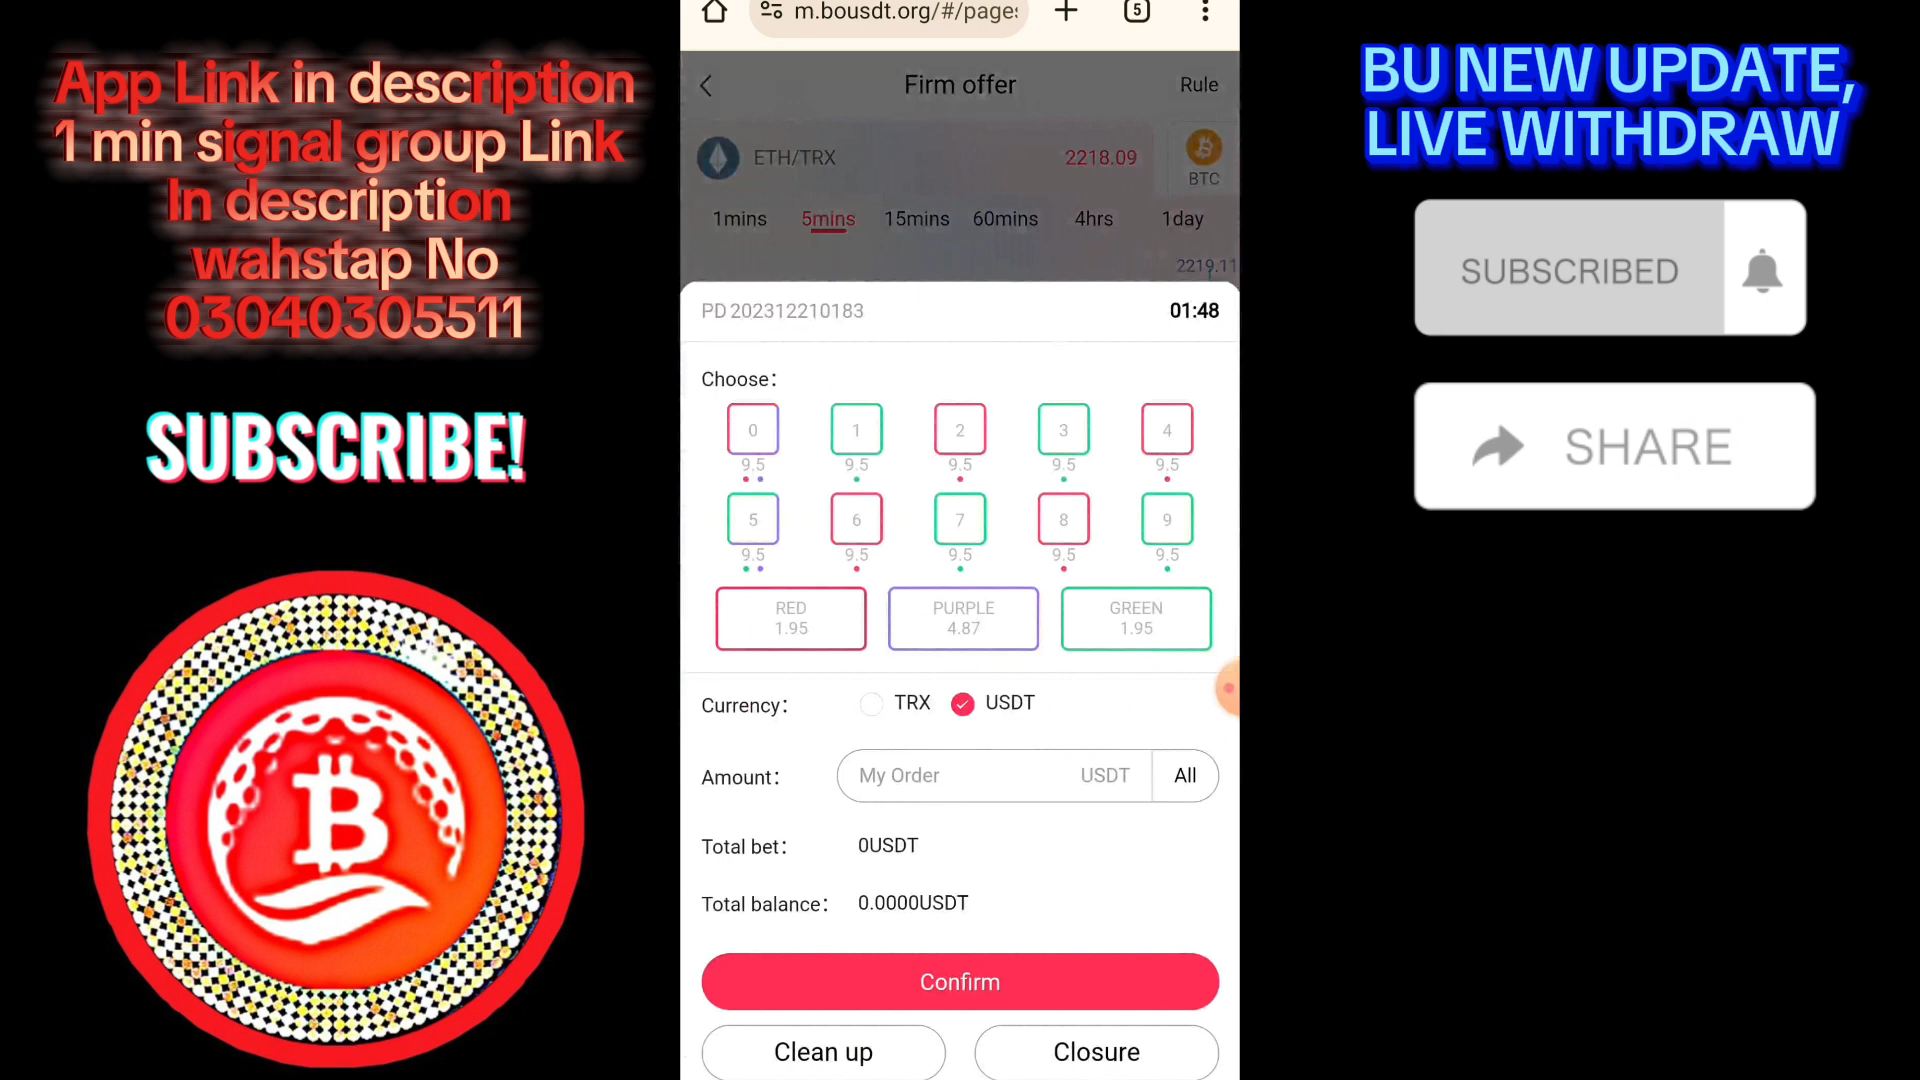 App Link in description
1 min signal group Link
In description
wahstap No
03040305511
SUBSCRIBE!
m.bousdt.org/#/page:
5
Firm offer
Rule
ETH/TRX
2218.09
BTC
1mins
5mins
15mins
60mins
4hrs
1day
2219.11
PD202312210183
01:48
Choose:
0 1 2 3 4
9.5 9.5 9.5 9.5 9.5
5 6 7 8 9
9.5 9.5 9.5 9.5 9.5
RED
1.95
PURPLE
4.87
GREEN
1.95
Currency: TRX USDT
Amount: My Order USDT All
Total bet: 0USDT
Total balance: 0.0000USDT
Confirm
Clean up
Closure
BU NEW UPDATE,
LIVE WITHDRAW
SUBSCRIBED
SHARE